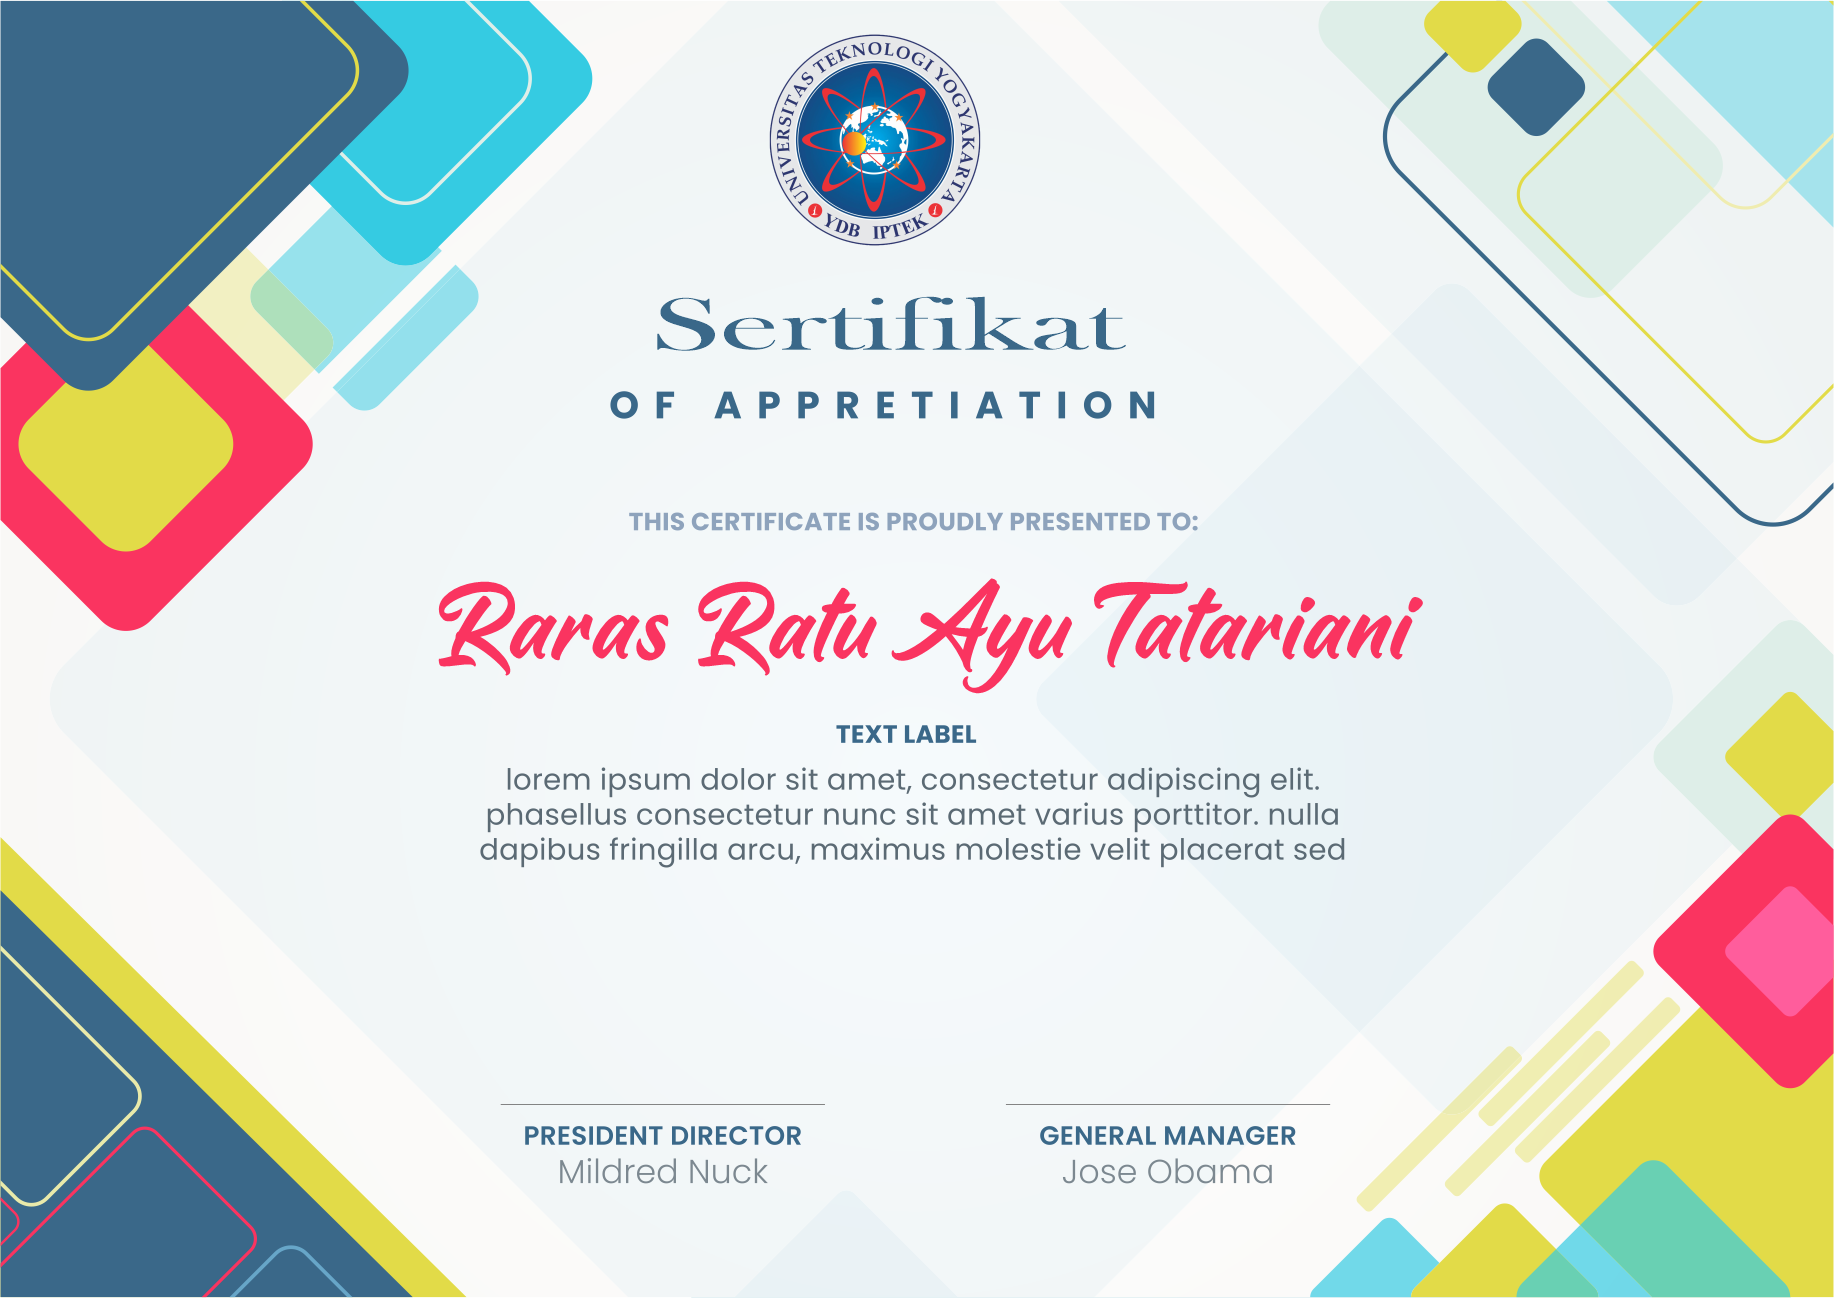 UNIVERSITAS TEKNOLOGI YOGYAKARTA
YDB IPTEK
Sertifikat
OF APPRETIATION
THIS CERTIFICATE IS PROUDLY PRESENTED TO:
Raras Ratu Ayu Tatariani
TEXT LABEL
lorem ipsum dolor sit amet, consectetur adipiscing elit.
phasellus consectetur nunc sit amet varius porttitor. nulla
dapibus fringilla arcu, maximus molestie velit placerat sed
PRESIDENT DIRECTOR
Mildred Nuck
GENERAL MANAGER
Jose Obama